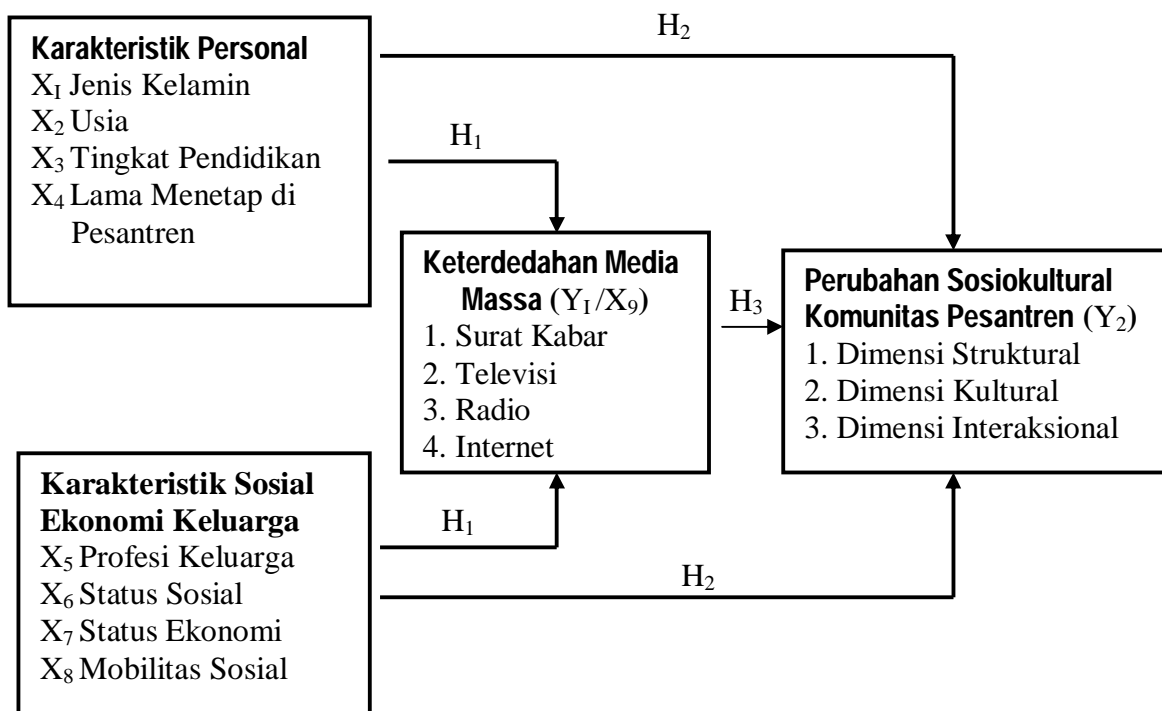 H₂
Karakteristik Personal
X₁ Jenis Kelamin
X₂ Usia
X₃ Tingkat Pendidikan
X₄ Lama Menetap di
Pesantren
H₁
Keterdedahan Media
Massa (Y₁/X₉)
1. Surat Kabar
2. Televisi
3. Radio
4. Internet
H₃
Perubahan Sosiokultural
Komunitas Pesantren (Y₂)
1. Dimensi Struktural
2. Dimensi Kultural
3. Dimensi Interaksional
Karakteristik Sosial
Ekonomi Keluarga
X₅ Profesi Keluarga
X₆ Status Sosial
X₇ Status Ekonomi
X₈ Mobilitas Sosial
H₁
H₂